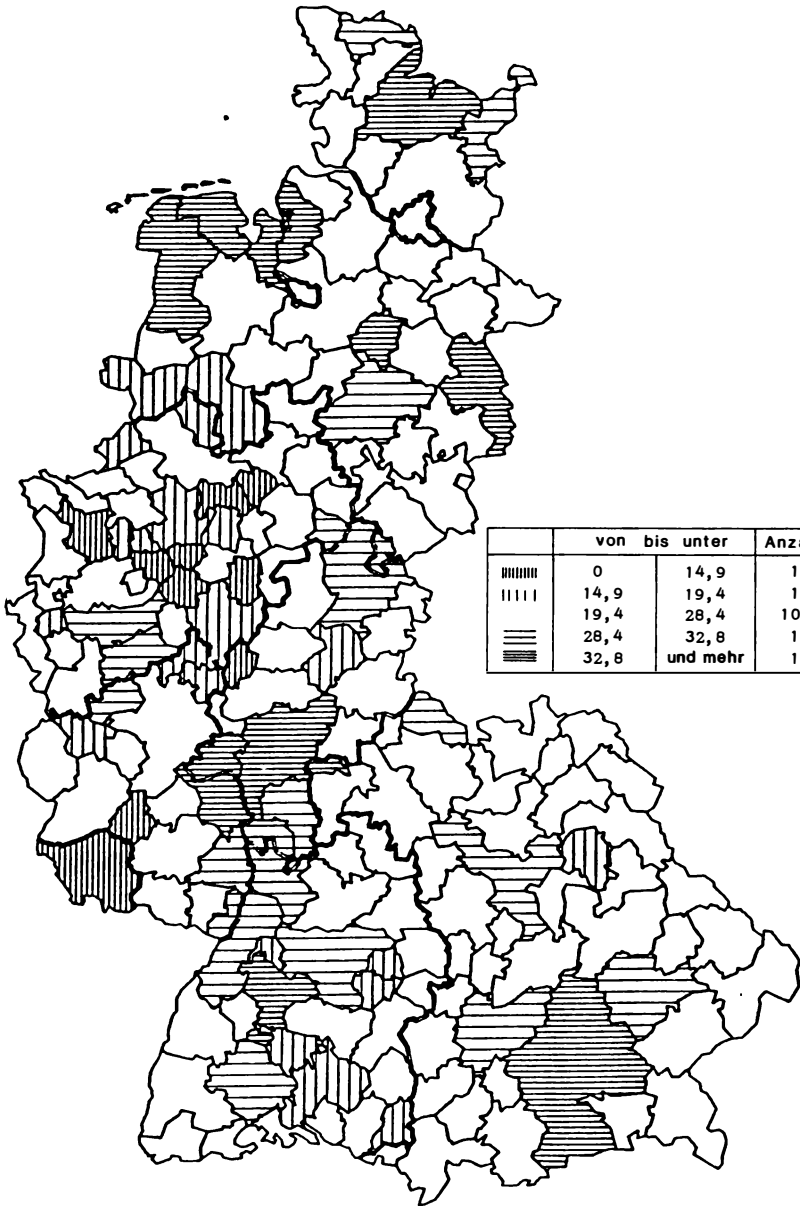 von bis unter Anza
0 14,9 1
14,9 19,4 1
19,4 28,4 10
28,4 32,8 1
32,8 und mehr 1